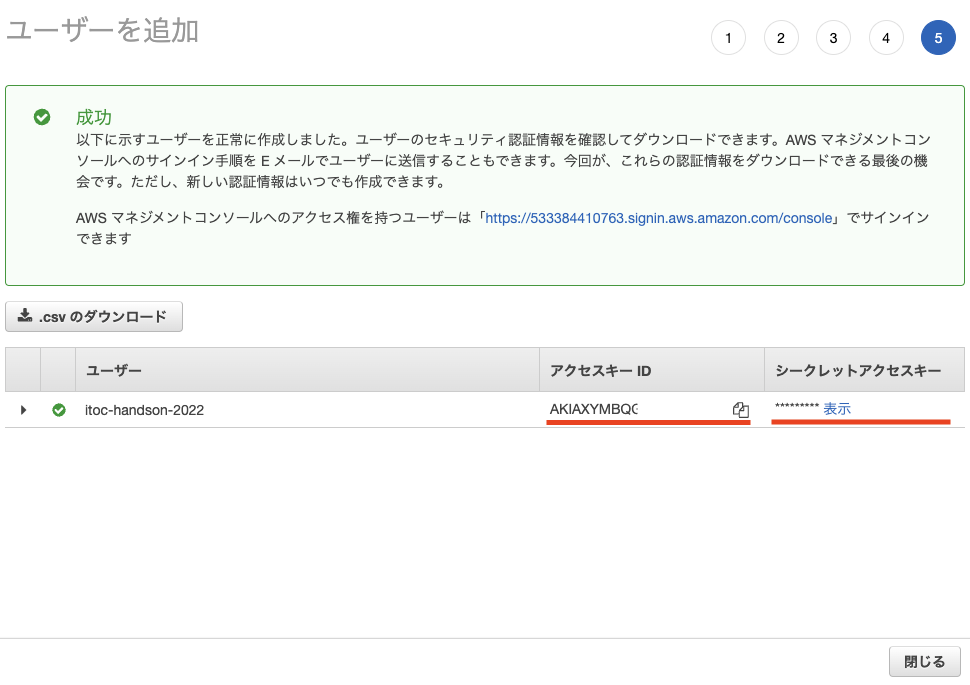 ユーザーを追加
1 2 3 4 5
成功
以下に示すユーザーを正常に作成しました。ユーザーのセキュリティ認証情報を確認してダウンロードできます。AWS マネジメントコン
ソールへのサインイン手順を E メールでユーザーに送信することもできます。今回が、これらの認証情報をダウンロードできる最後の機
会です。ただし、新しい認証情報はいつでも作成できます。
AWS マネジメントコンソールへのアクセス権を持つユーザーは「https://533384410763.signin.aws.amazon.com/console」でサインイン
できます
.csv のダウンロード
ユーザー アクセスキー ID シークレットアクセスキー
itoc-handson-2022 AKIAXYMBQ ********* 表示
閉じる